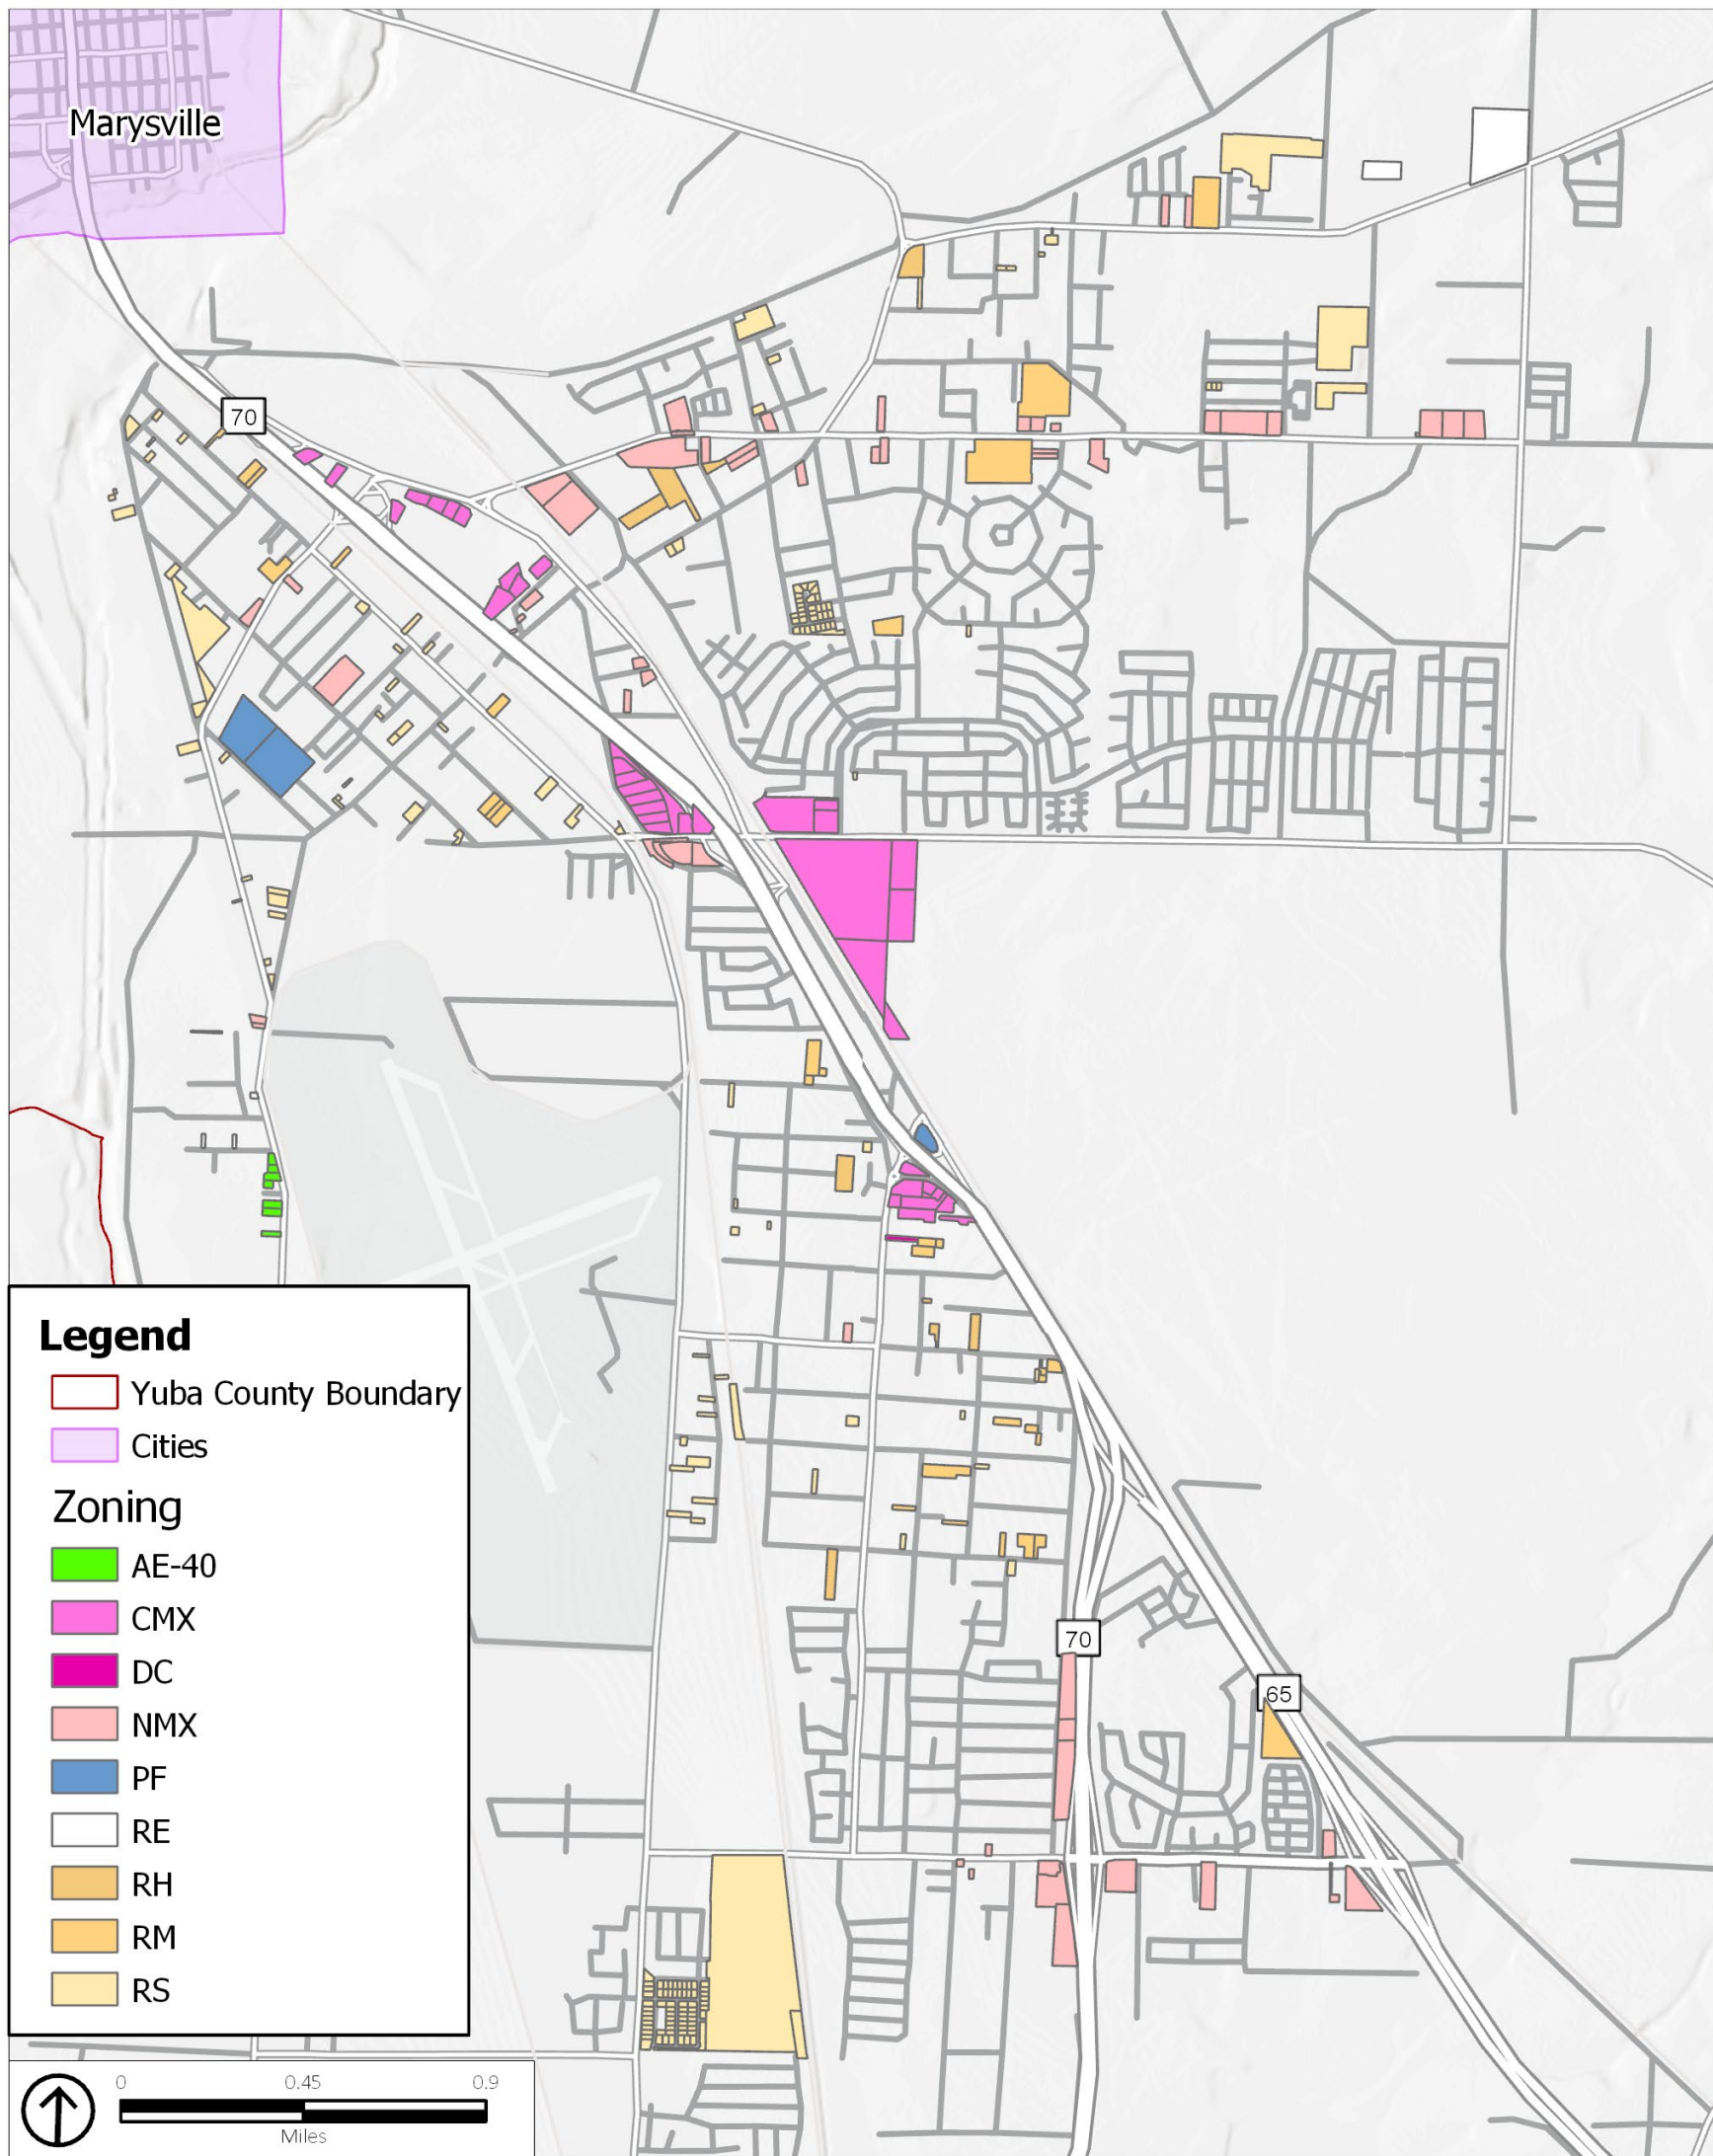 Marysville
70
70
65
Legend
Yuba County Boundary
Cities
Zoning
AE-40
CMX
DC
NMX
PF
RE
RH
RM
RS
0 0.45 0.9
Miles